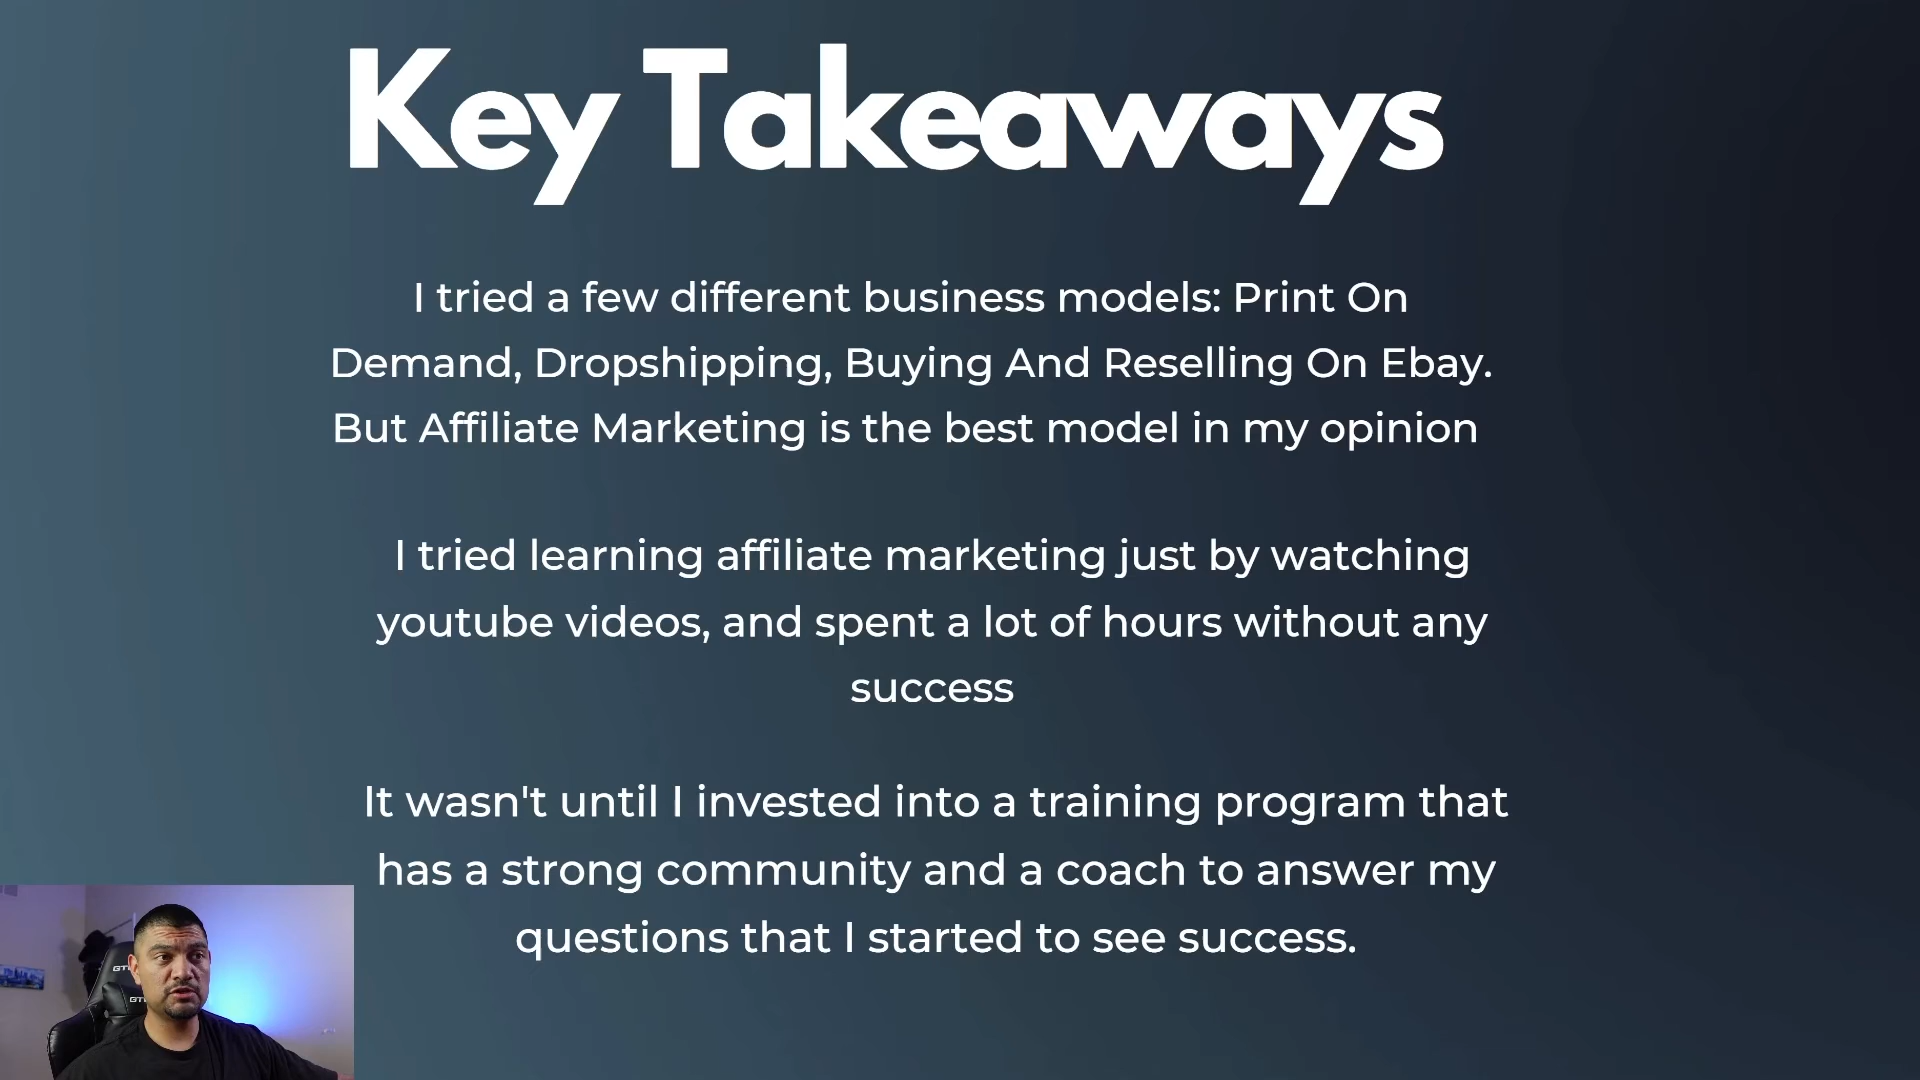 Key Takeaways
I tried a few different business models: Print On
Demand, Dropshipping, Buying And Reselling On Ebay.
But Affiliate Marketing is the best model in my opinion
I tried learning affiliate marketing just by watching
youtube videos, and spent a lot of hours without any
success
It wasn't until I invested into a training program that
has a strong community and a coach to answer my
questions that I started to see success.